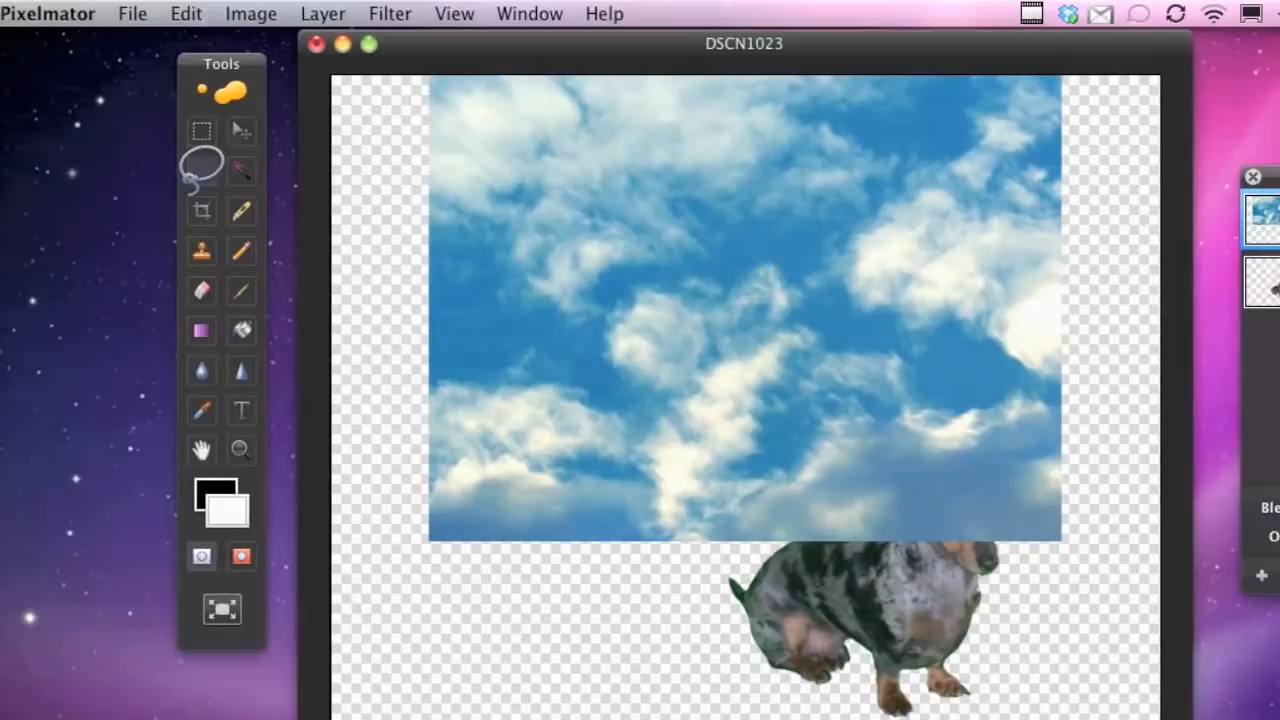 Pixelmator File Edit Image Layer Filter View Window Help
DSCN1023
Tools
T
Ble
O